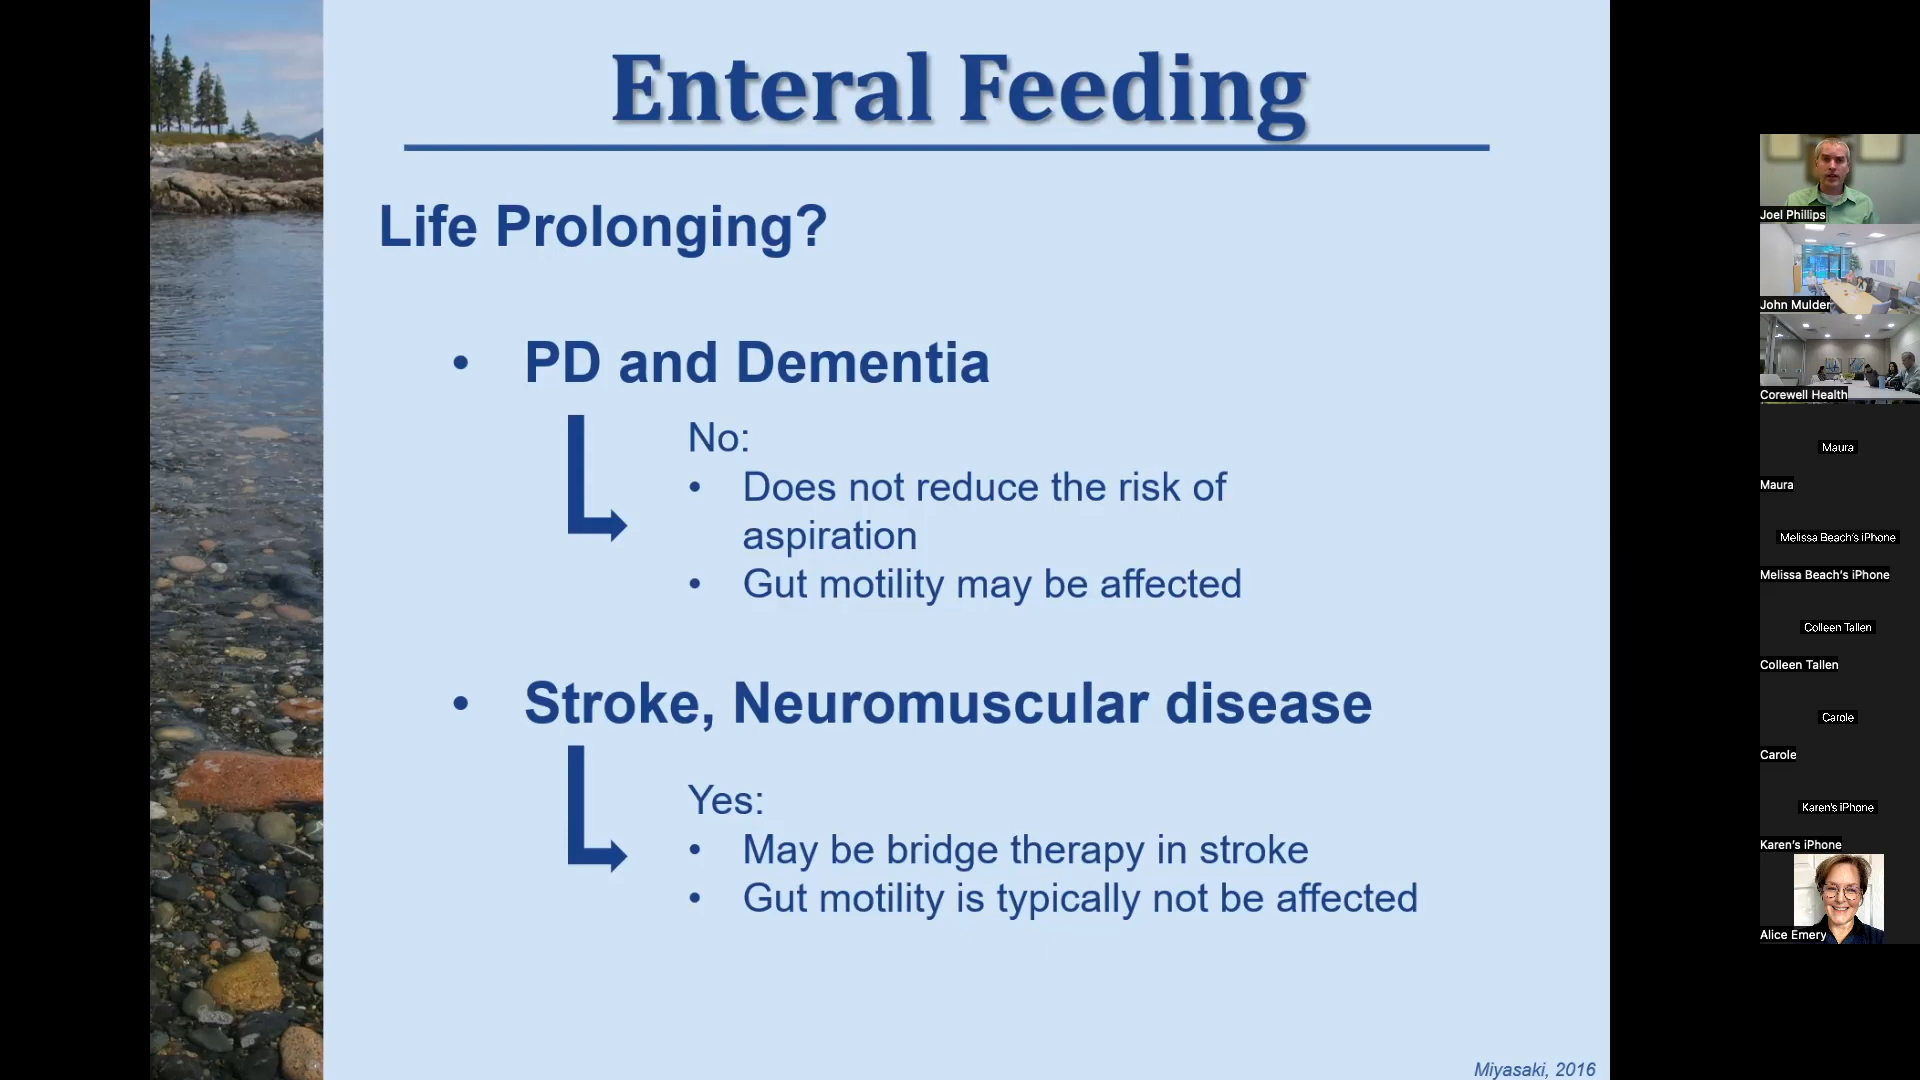 Enteral Feeding
Life Prolonging?
• PD and Dementia
No:
• Does not reduce the risk of
aspiration
• Gut motility may be affected
• Stroke, Neuromuscular disease
Yes:
• May be bridge therapy in stroke
• Gut motility is typically not be affected
Miyasaki, 2016
Joel Phillips
John Mulder
Corewell Health
Maura
Maura
Melissa Beach's iPhone
Melissa Beach's iPhone
Colleen Tallen
Colleen Tallen
Carole
Carole
Karen's iPhone
Karen's iPhone
Alice Emery